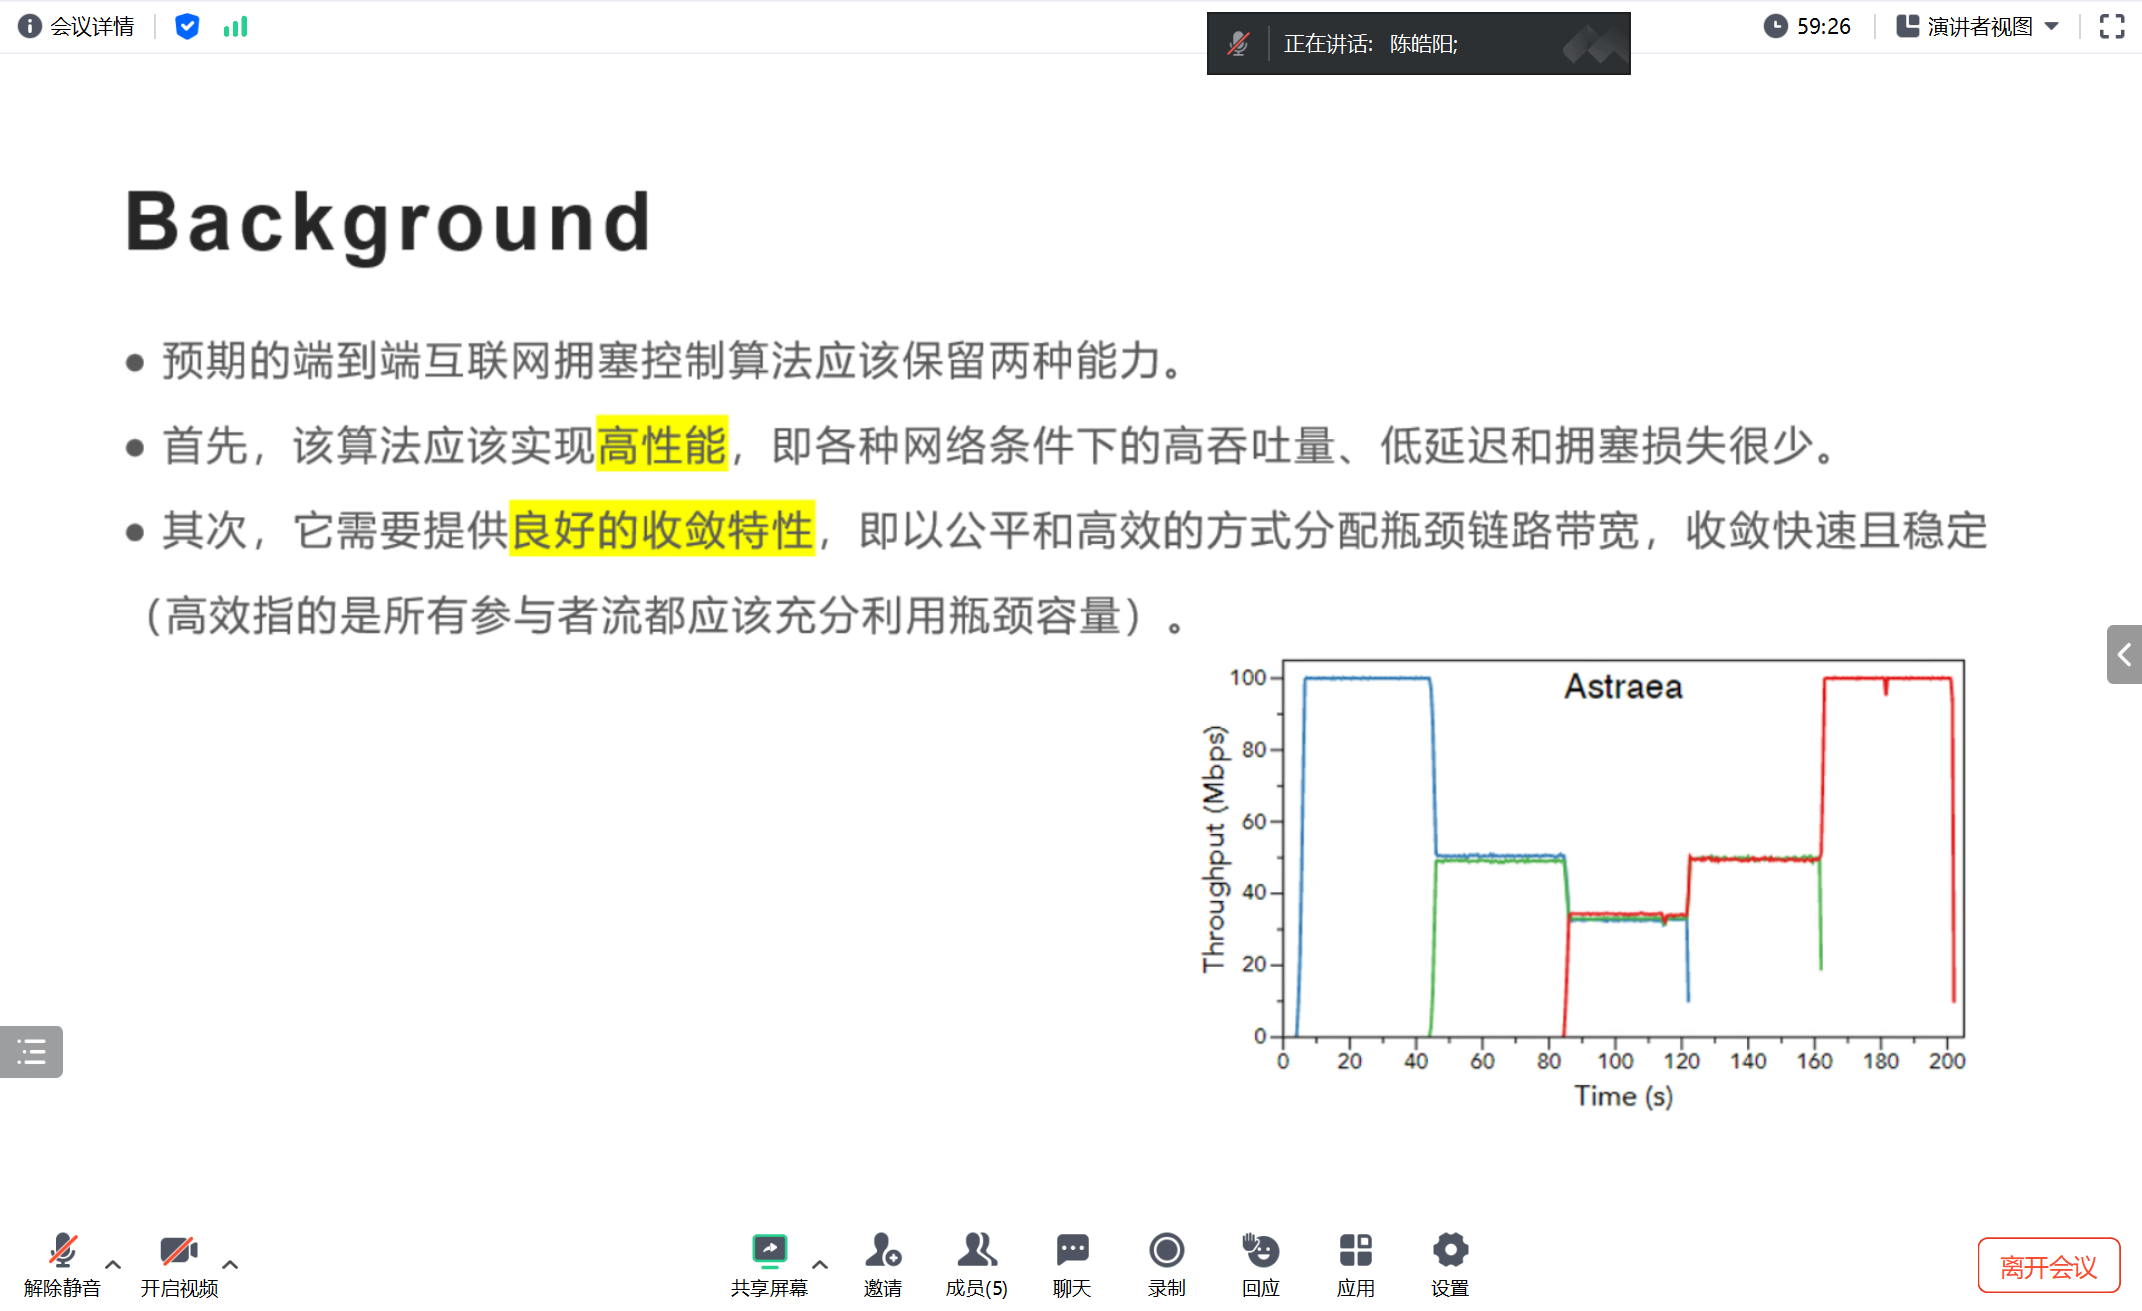 会议详情
正在讲话: 陈皓阳;
59:26
演讲者视图
Background
● 预期的端到端互联网拥塞控制算法应该保留两种能力。
● 首先，该算法应该实现高性能，即各种网络条件下的高吞吐量、低延迟和拥塞损失很少。
● 其次，它需要提供良好的收敛特性，即以公平和高效的方式分配瓶颈链路带宽，收敛快速且稳定
（高效指的是所有参与者流都应该充分利用瓶颈容量）。
Astraea
Throughput (Mbps)
100
80
60
40
20
0
0 20 40 60 80 100 120 140 160 180 200
Time (s)
解除静音
开启视频
共享屏幕
邀请
成员(5)
聊天
录制
回应
应用
设置
离开会议